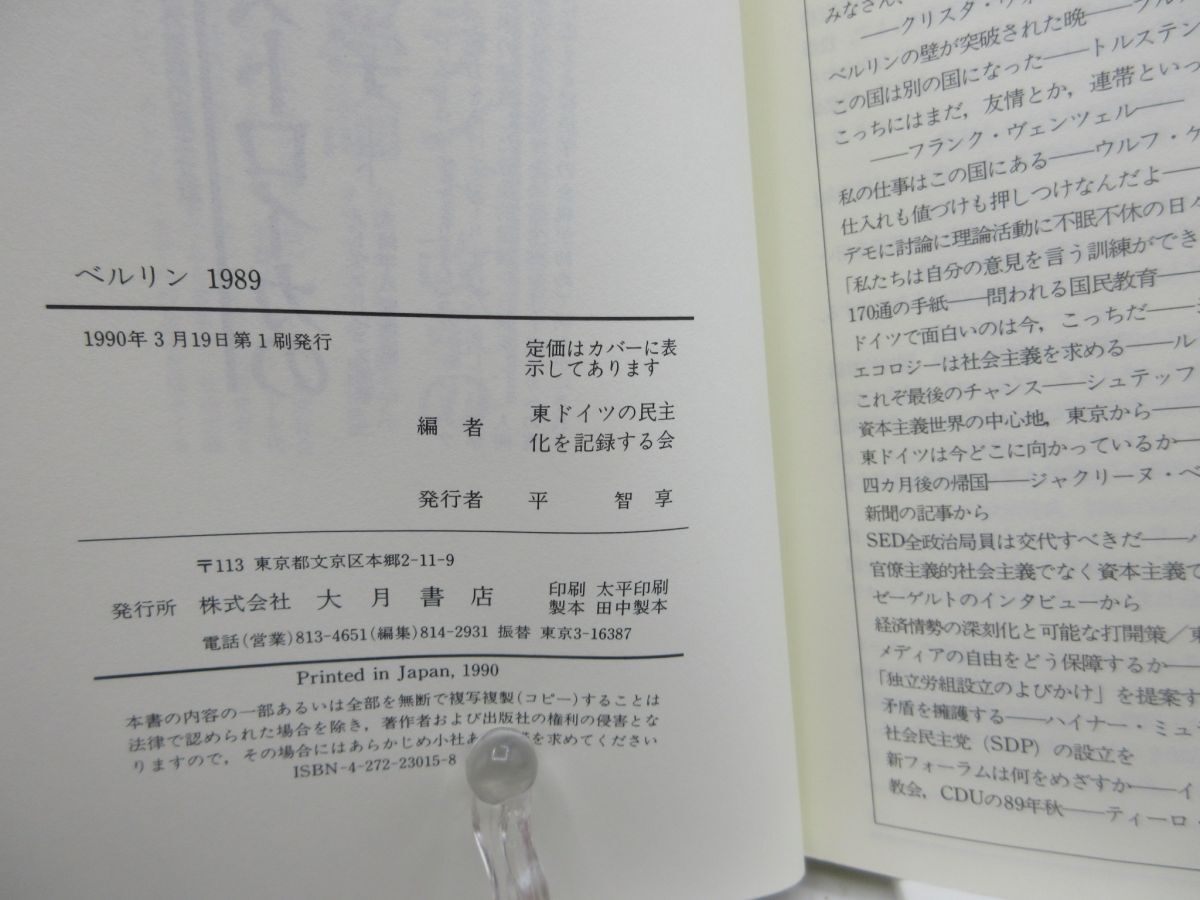 ベルリン 1989
1990年3月19日第1刷発行
定価はカバーに表
示してあります
編者
東ドイツの民主
化を記録する会
発行者 平 智享
〒113 東京都文京区本郷2-11-9
発行所 株式会社 大月書店
印刷 太平印刷
製本 田中製本
電話(営業)813-4651(編集)814-2931 振替 東京3-16387
Printed in Japan, 1990
本書の内容の一部あるいは全部を無断で複写複製(コピー)することは
法律で認められた場合を除き,著作者および出版社の権利の侵害とな
りますので,その場合にはあらかじめ小社あ を求めてください
ISBN-4-272-23015-8
みなさん,
――クリスタ・ヴォ
ベルリンの壁が突破された晩――
この国は別の国になった――トルステン
こっちにはまだ,友情とか,連帯といっ
――フランク・ヴェンツェル――
私の仕事はこの国にある――ウルフ・ケ
仕入れも値づけも押しつけなんだよ――
デモに討論に理論活動に不眠不休の日々
「私たちは自分の意見を言う訓練ができ
170通の手紙――問われる国民教育――
ドイツで面白いのは今,こっちだ――
エコロジーは社会主義を求める――ル
これぞ最後のチャンス――シュテッフ
資本主義世界の中心地,東京から――
東ドイツは今どこに向かっているか――
四カ月後の帰国――ジャクリーヌ・ベ
新聞の記事から
SED全政治局員は交代すべきだ――ハ
官僚主義的社会主義でなく資本主義で
ゼーゲルトのインタビューから
経済情勢の深刻化と可能な打開策/東
メディアの自由をどう保障するか――
「独立労組設立のよびかけ」を提案す
矛盾を擁護する――ハイナー・ミュ
社会民主党(SDP)の設立を
新フォーラムは何をめざすか――イ
教会,CDUの89年秋――ティーロ・